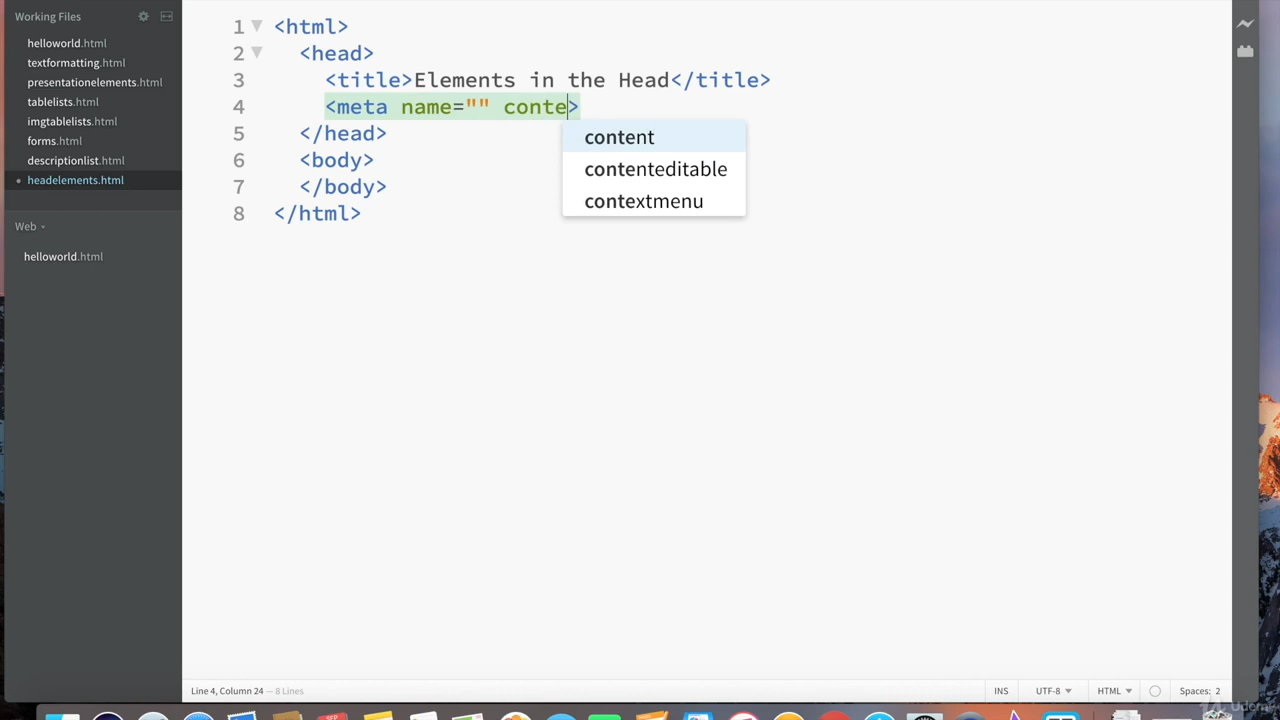 Working Files
helloworld.html
textformatting.html
presentationelements.html
tablelists.html
imgtablelists.html
forms.html
descriptionlist.html
headelements.html
Web
helloworld.html
1 <html>
2 <head>
3 <title>Elements in the Head</title>
4 <meta name="" conte>
5 </head>
6 <body>
7 </body>
8 </html>
content
contenteditable
contextmenu
Line 4, Column 24 — 8 Lines
INS
UTF-8
HTML
Spaces: 2
Udemy